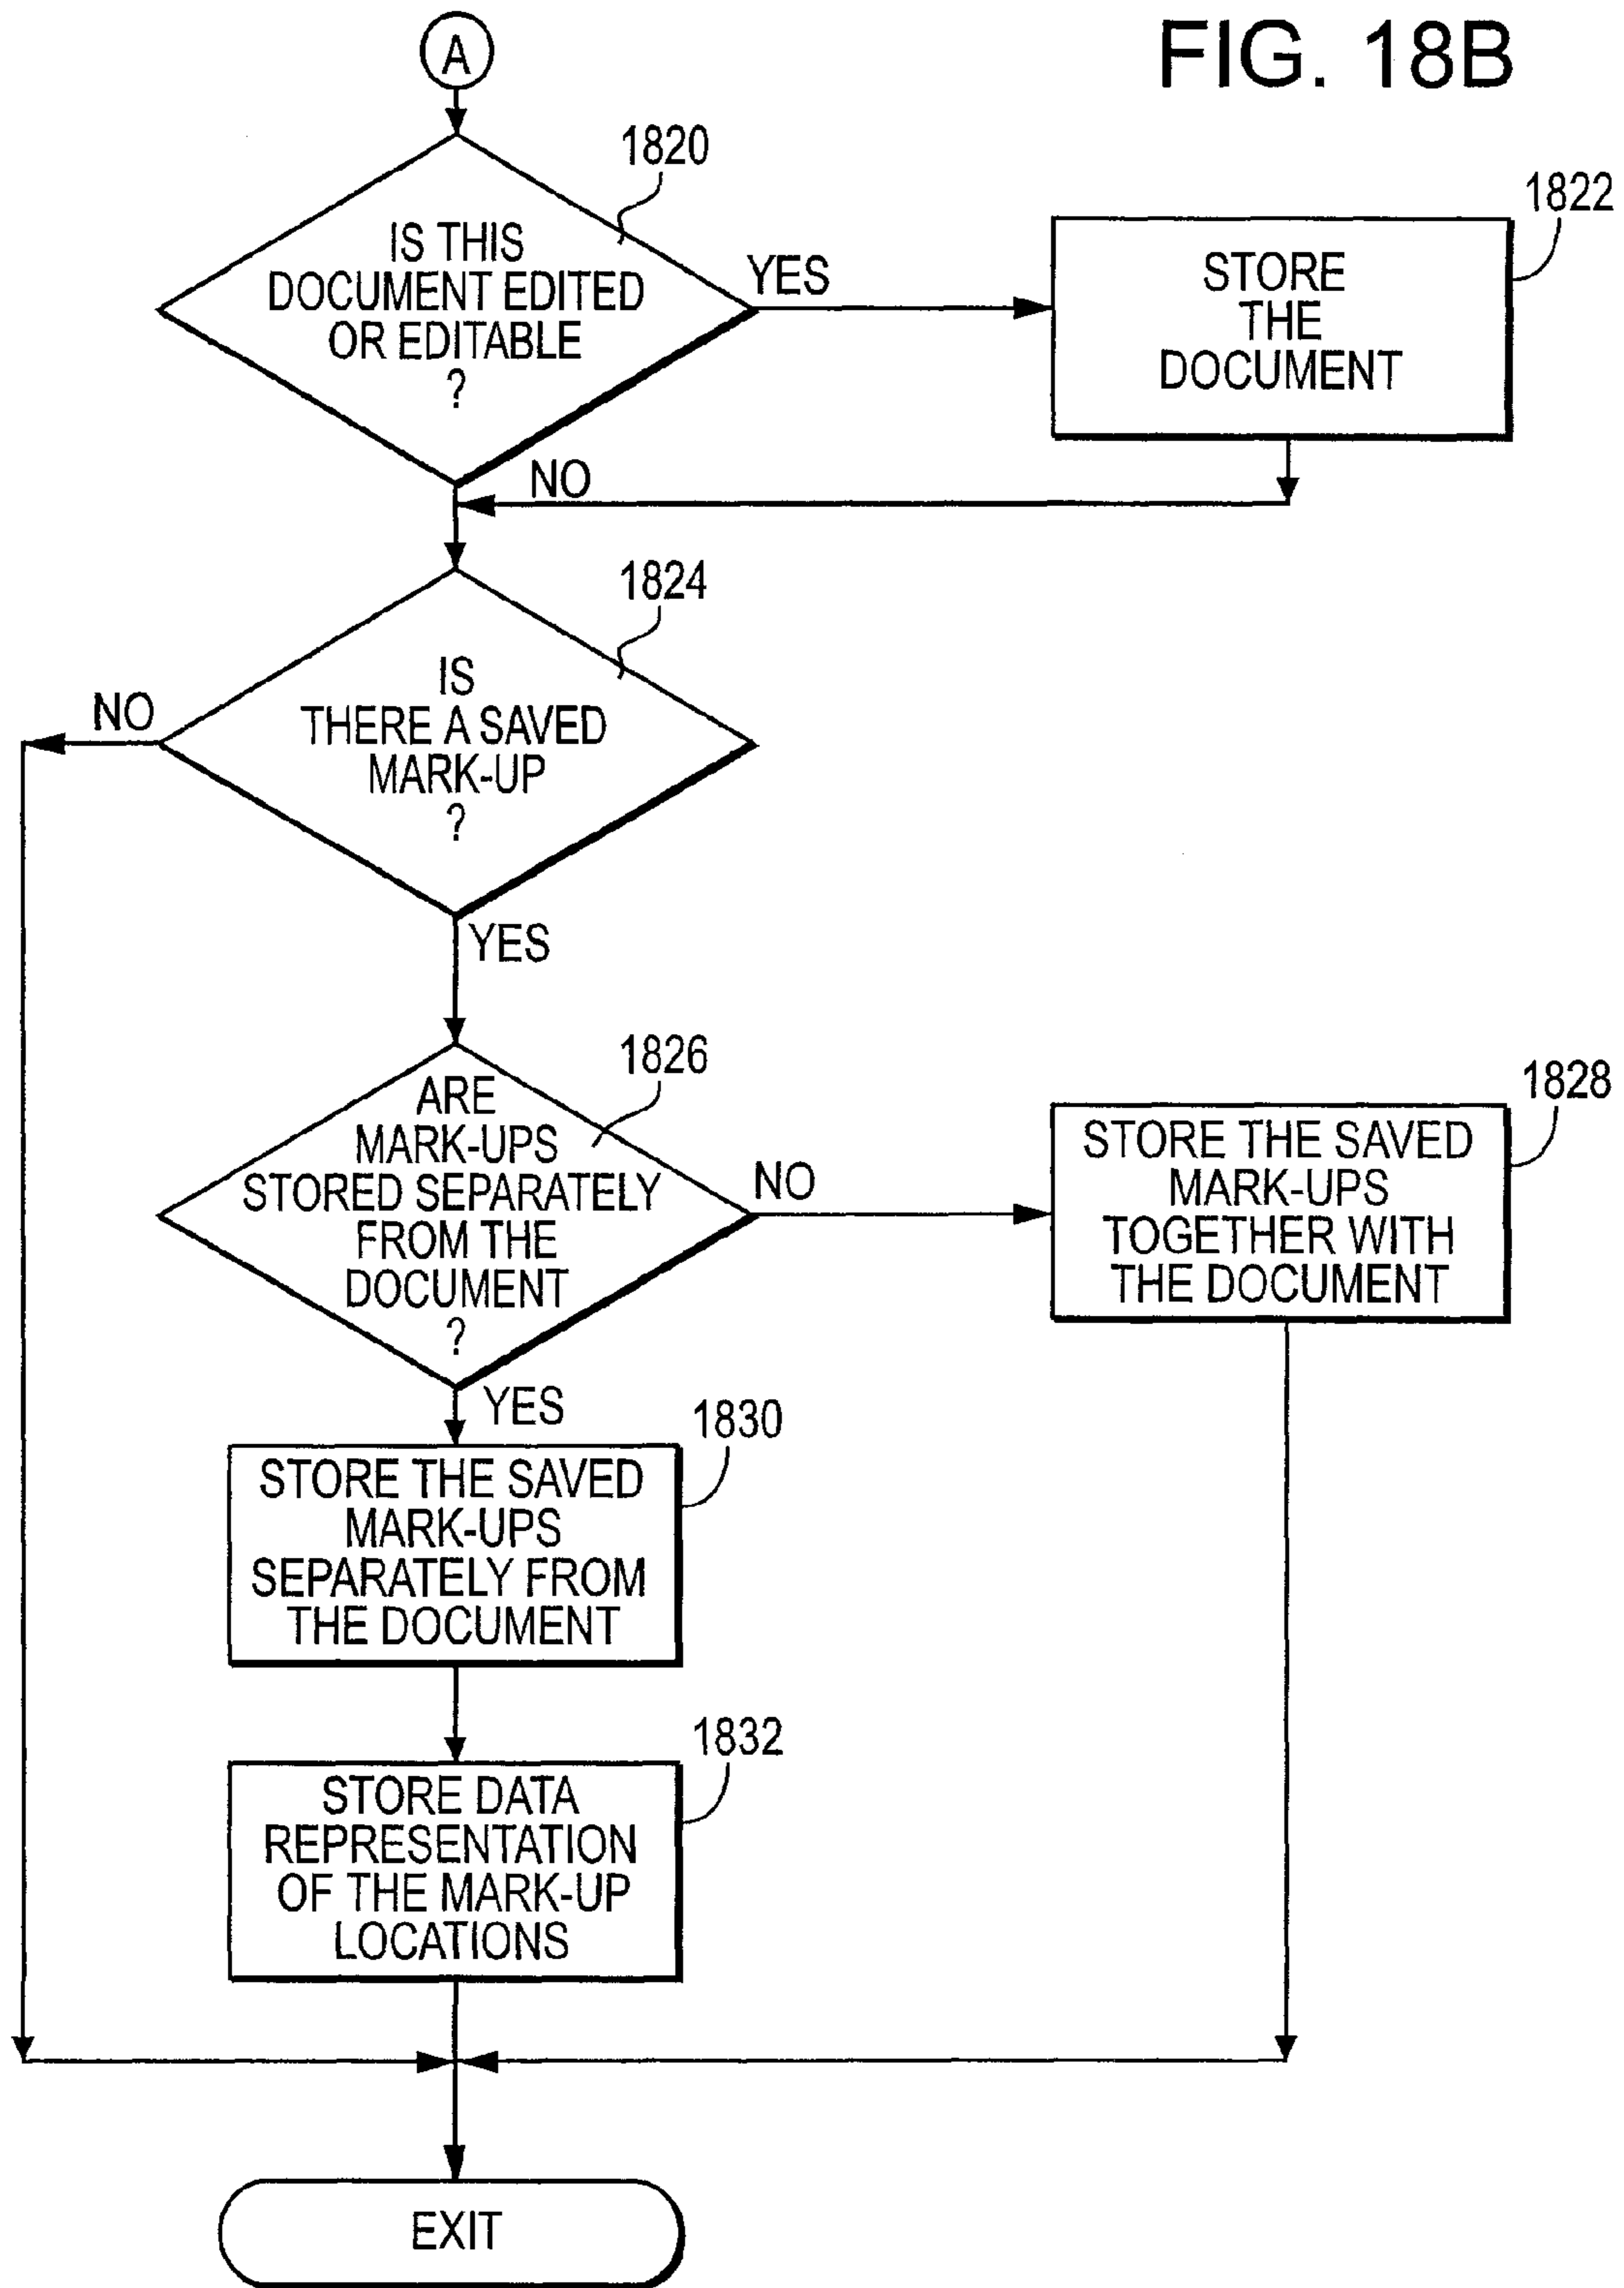 FIG. 18B
A
1820
IS THIS
DOCUMENT EDITED
OR EDITABLE
?
YES
1822
STORE
THE
DOCUMENT
NO
1824
IS
THERE A SAVED
MARK-UP
?
NO
YES
1826
ARE
MARK-UPS
STORED SEPARATELY
FROM THE
DOCUMENT
?
NO
1828
STORE THE SAVED
MARK-UPS
TOGETHER WITH
THE DOCUMENT
YES
1830
STORE THE SAVED
MARK-UPS
SEPARATELY FROM
THE DOCUMENT
1832
STORE DATA
REPRESENTATION
OF THE MARK-UP
LOCATIONS
EXIT